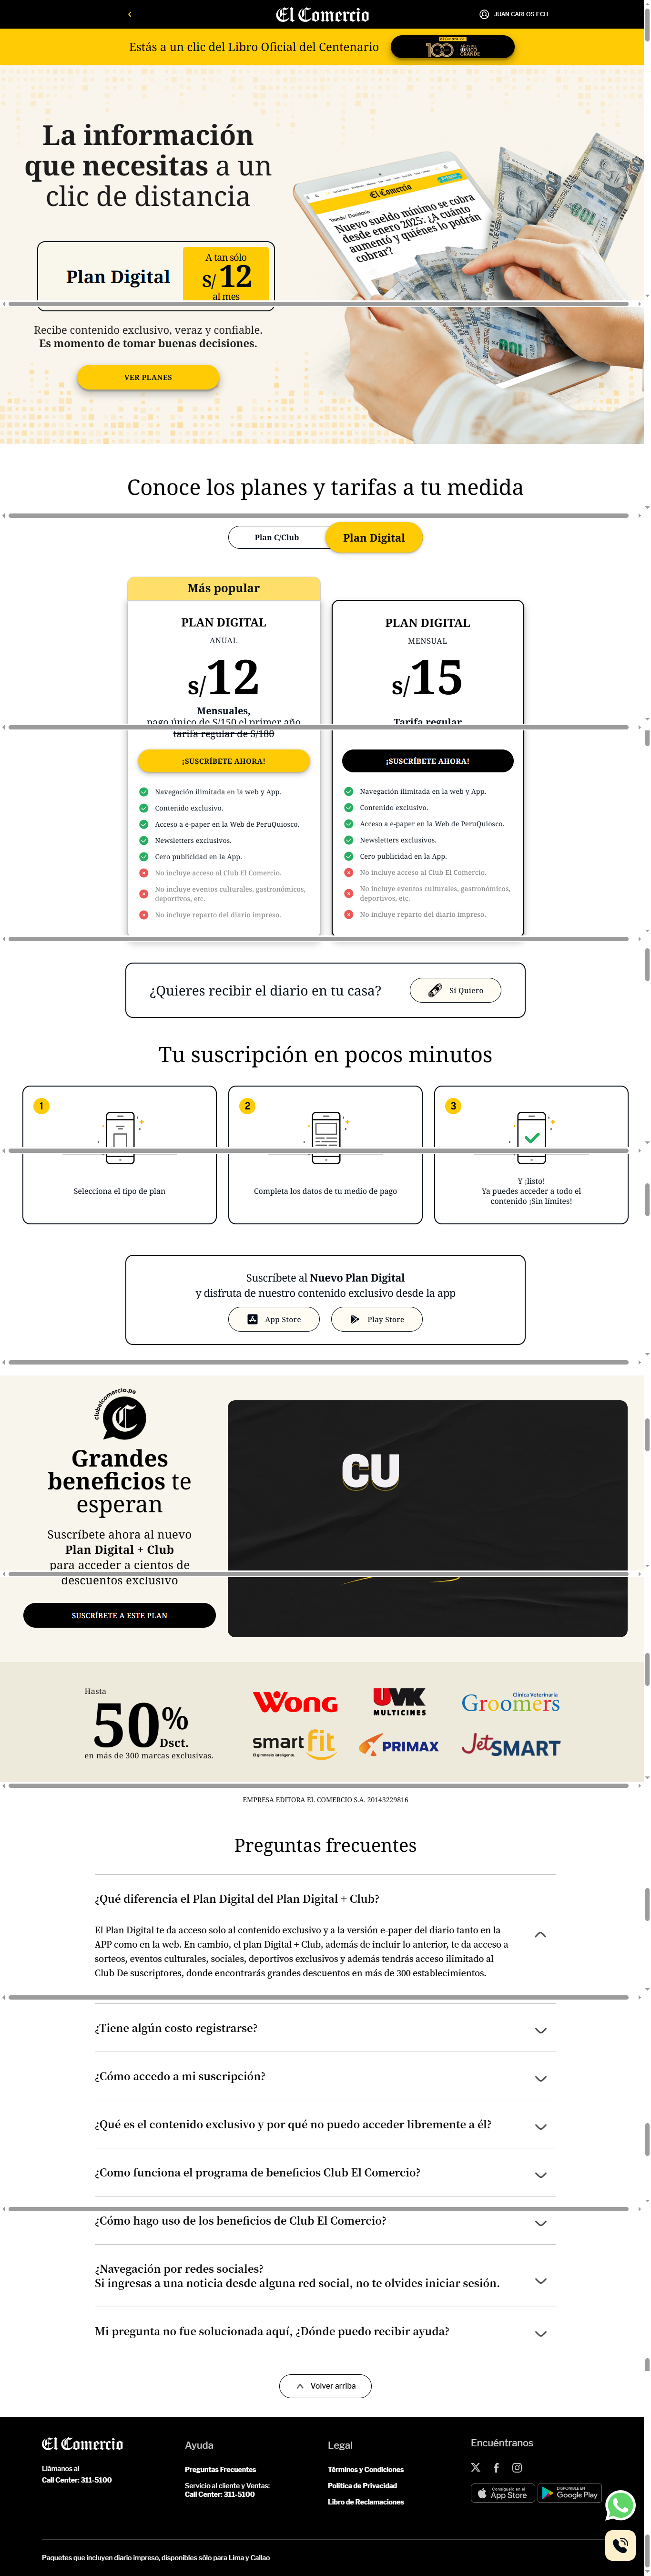 El Comercio
JUAN CARLOS ECH...
Estás a un clic del Libro Oficial del Centenario
100
La información
que necesitas a un
clic de distancia
Plan Digital
A tan sólo
S/ 12
al mes
El Comercio
Nuevo sueldo mínimo se cobra
desde enero 2025: ¿A cuánto
aumentó y quiénes lo podrán
cobrar?
Recibe contenido exclusivo, veraz y confiable.
Es momento de tomar buenas decisiones.
VER PLANES
Conoce los planes y tarifas a tu medida
Plan C/Club
Plan Digital
Más popular
PLAN DIGITAL
ANUAL
S/12
Mensuales,
pago único de S/150 el primer año
tarifa regular de S/180
¡SUSCRÍBETE AHORA!
Navegación ilimitada en la web y App.
Contenido exclusivo.
Acceso a e-paper en la Web de PeruQuiosco.
Newsletters exclusivos.
Cero publicidad en la App.
No incluye acceso al Club El Comercio.
No incluye eventos culturales, gastronómicos,
deportivos, etc.
No incluye reparto del diario impreso.
PLAN DIGITAL
MENSUAL
S/15
Tarifa regular
¡SUSCRÍBETE AHORA!
Navegación ilimitada en la web y App.
Contenido exclusivo.
Acceso a e-paper en la Web de PeruQuiosco.
Newsletters exclusivos.
Cero publicidad en la App.
No incluye acceso al Club El Comercio.
No incluye eventos culturales, gastronómicos,
deportivos, etc.
No incluye reparto del diario impreso.
¿Quieres recibir el diario en tu casa?
Sí Quiero
Tu suscripción en pocos minutos
1
Selecciona el tipo de plan
2
Completa los datos de tu medio de pago
3
Y ¡listo!
Ya puedes acceder a todo el
contenido ¡Sin límites!
Suscríbete al Nuevo Plan Digital
y disfruta de nuestro contenido exclusivo desde la app
App Store
Play Store
clubelcomercio.pe
C
Grandes
beneficios te
esperan
Suscríbete ahora al nuevo
Plan Digital + Club
para acceder a cientos de
descuentos exclusivo
SUSCRÍBETE A ESTE PLAN
CU
Hasta
50%
Dsct.
en más de 300 marcas exclusivas.
Wong
UVK
MULTICINES
Clínica Veterinaria
Groomers
smart fit
El gimnasio inteligente.
PRIMAX
JetSMART
EMPRESA EDITORA EL COMERCIO S.A. 20143229816
Preguntas frecuentes
¿Qué diferencia el Plan Digital del Plan Digital + Club?
El Plan Digital te da acceso solo al contenido exclusivo y a la versión e-paper del diario tanto en la
APP como en la web. En cambio, el plan Digital + Club, además de incluir lo anterior, te da acceso a
sorteos, eventos culturales, sociales, deportivos exclusivos y además tendrás acceso ilimitado al
Club De suscriptores, donde encontrarás grandes descuentos en más de 300 establecimientos.
¿Tiene algún costo registrarse?
¿Cómo accedo a mi suscripción?
¿Qué es el contenido exclusivo y por qué no puedo acceder libremente a él?
¿Como funciona el programa de beneficios Club El Comercio?
¿Cómo hago uso de los beneficios de Club El Comercio?
¿Navegación por redes sociales?
Si ingresas a una noticia desde alguna red social, no te olvides iniciar sesión.
Mi pregunta no fue solucionada aquí, ¿Dónde puedo recibir ayuda?
Volver arriba
El Comercio
Llámanos al
Call Center: 311-5100
Ayuda
Preguntas Frecuentes
Servicio al cliente y Ventas:
Call Center: 311-5100
Legal
Términos y Condiciones
Política de Privacidad
Libro de Reclamaciones
Encuéntranos
Consíguelo en el
App Store
DISPONIBLE EN
Google Play
Paquetes que incluyen diario impreso, disponibles sólo para Lima y Callao